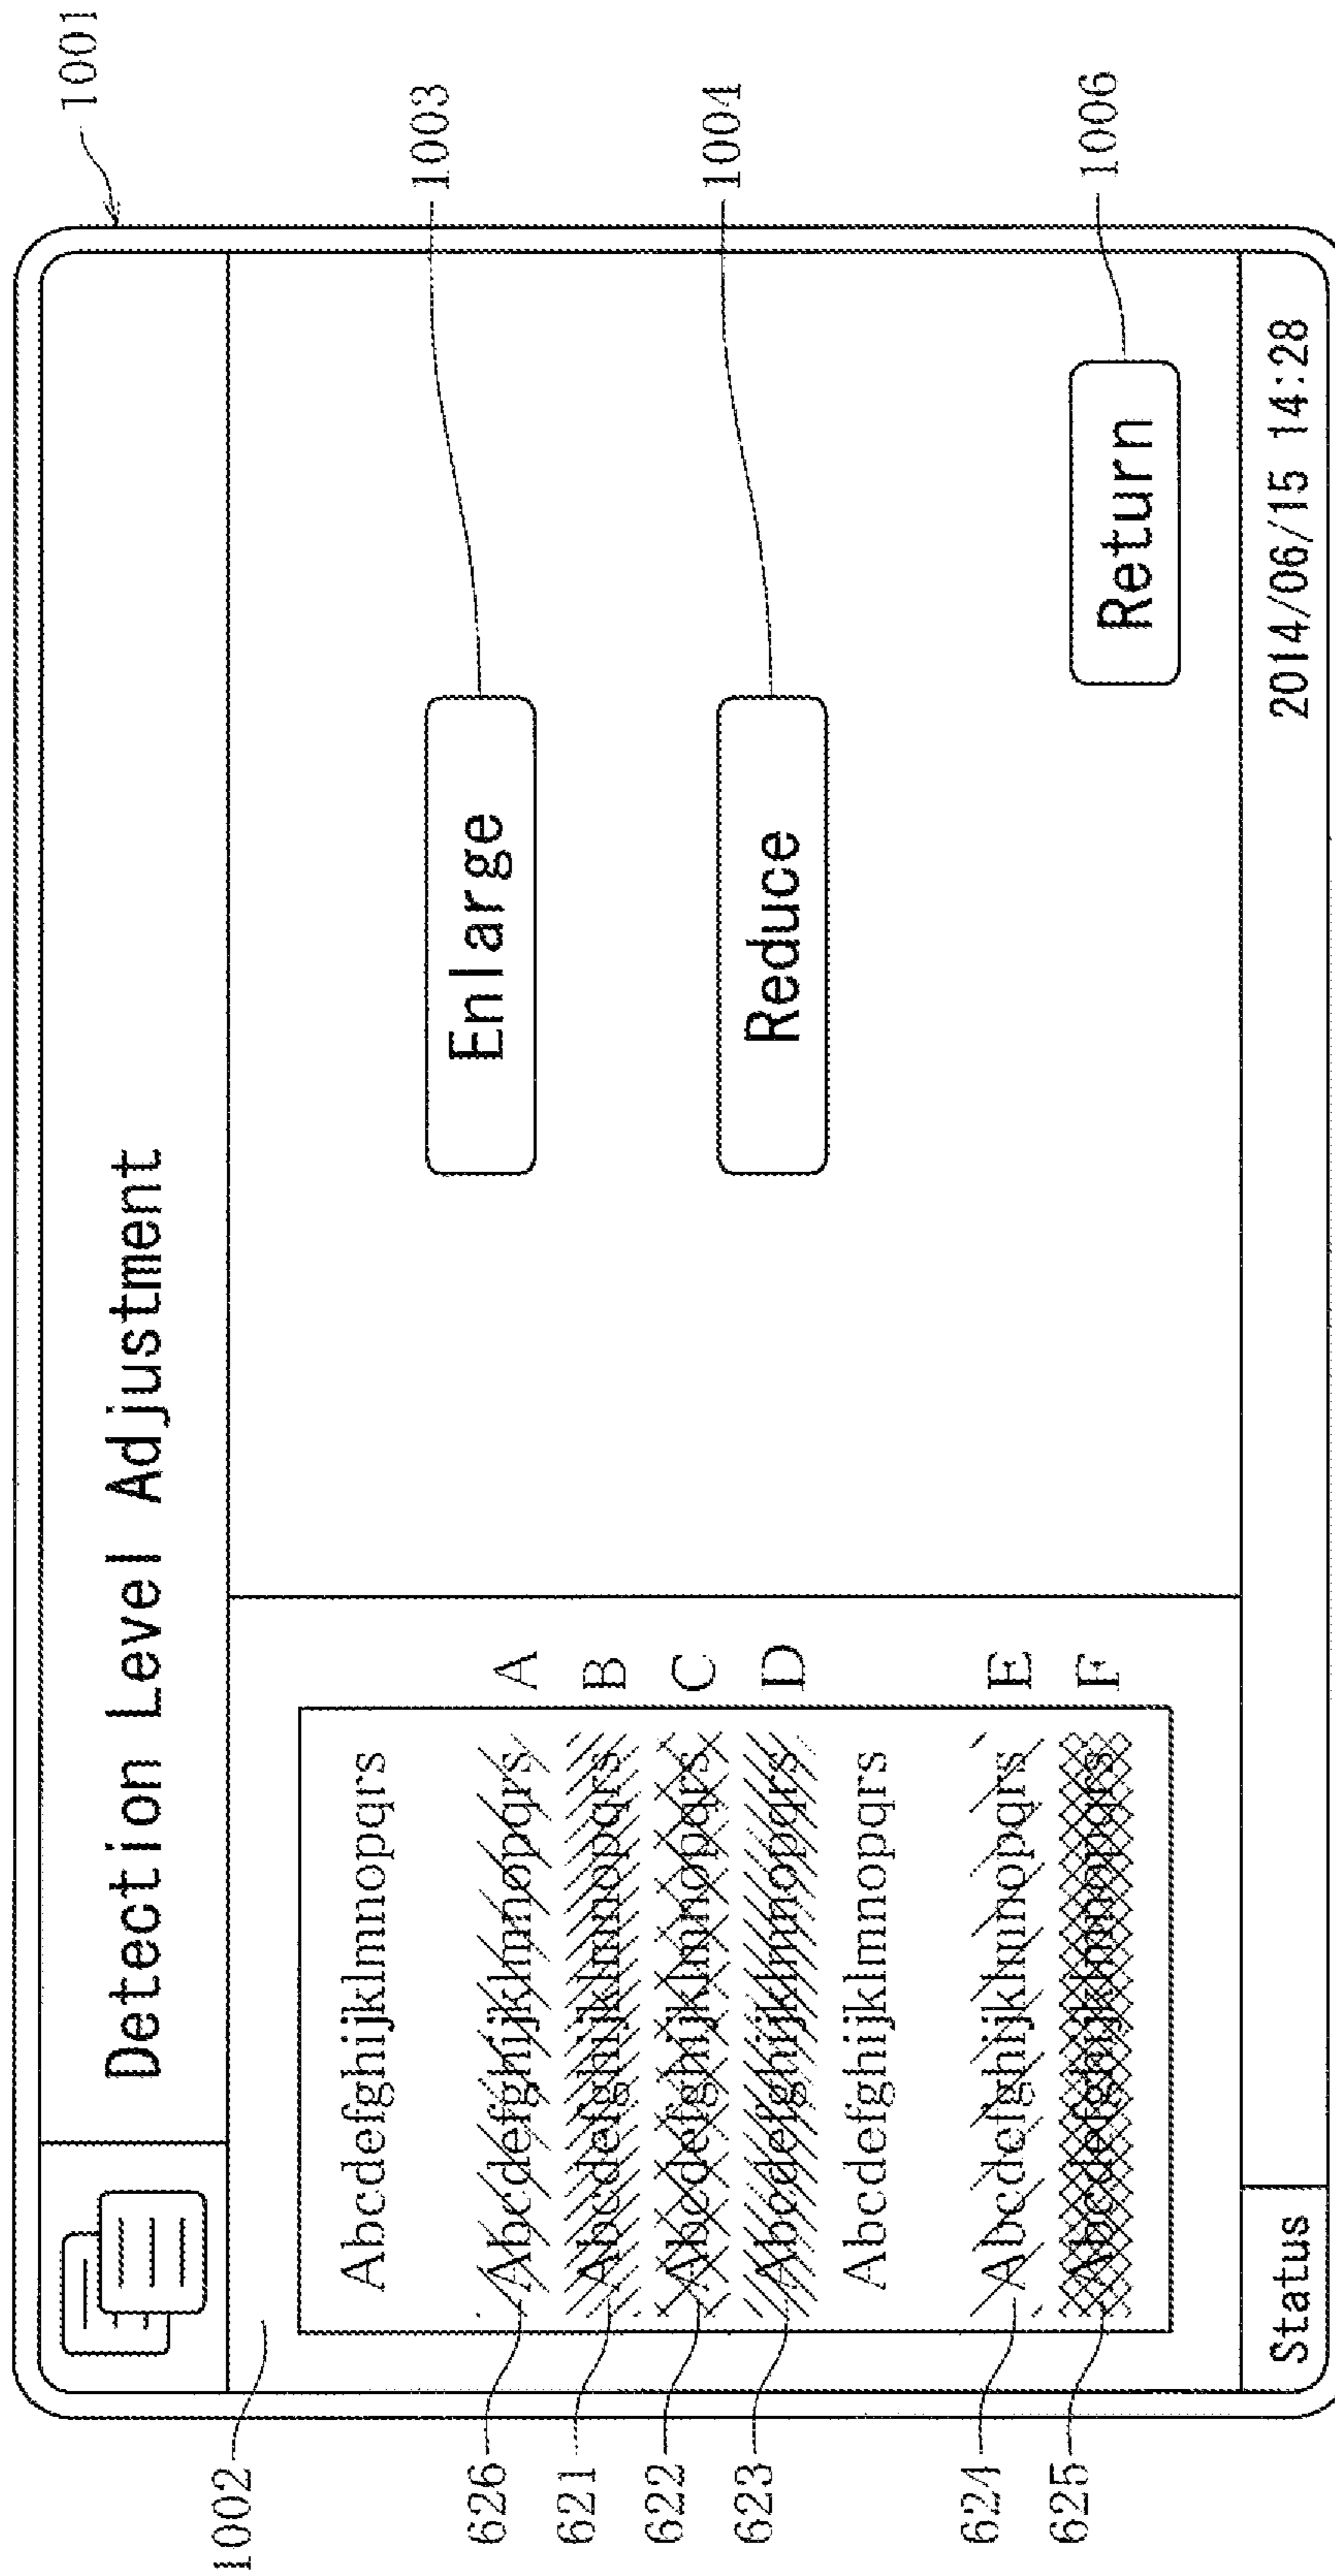 1001
Detection Level Adjustment
1002
Abcdefghijklmnopqrs
626 Abcdefghijklmnopqrs A
621 Abcdefghijklmnopqrs B
622 Abcdefghijklmnopqrs C
623 Abcdefghijklmnopqrs D
Abcdefghijklmnopqrs
624 Abcdefghijklmnopqrs E
625 Abcdefghijklmnopqrs F
Enlarge 1003
Reduce 1004
Return 1006
Status 2014/06/15 14:28